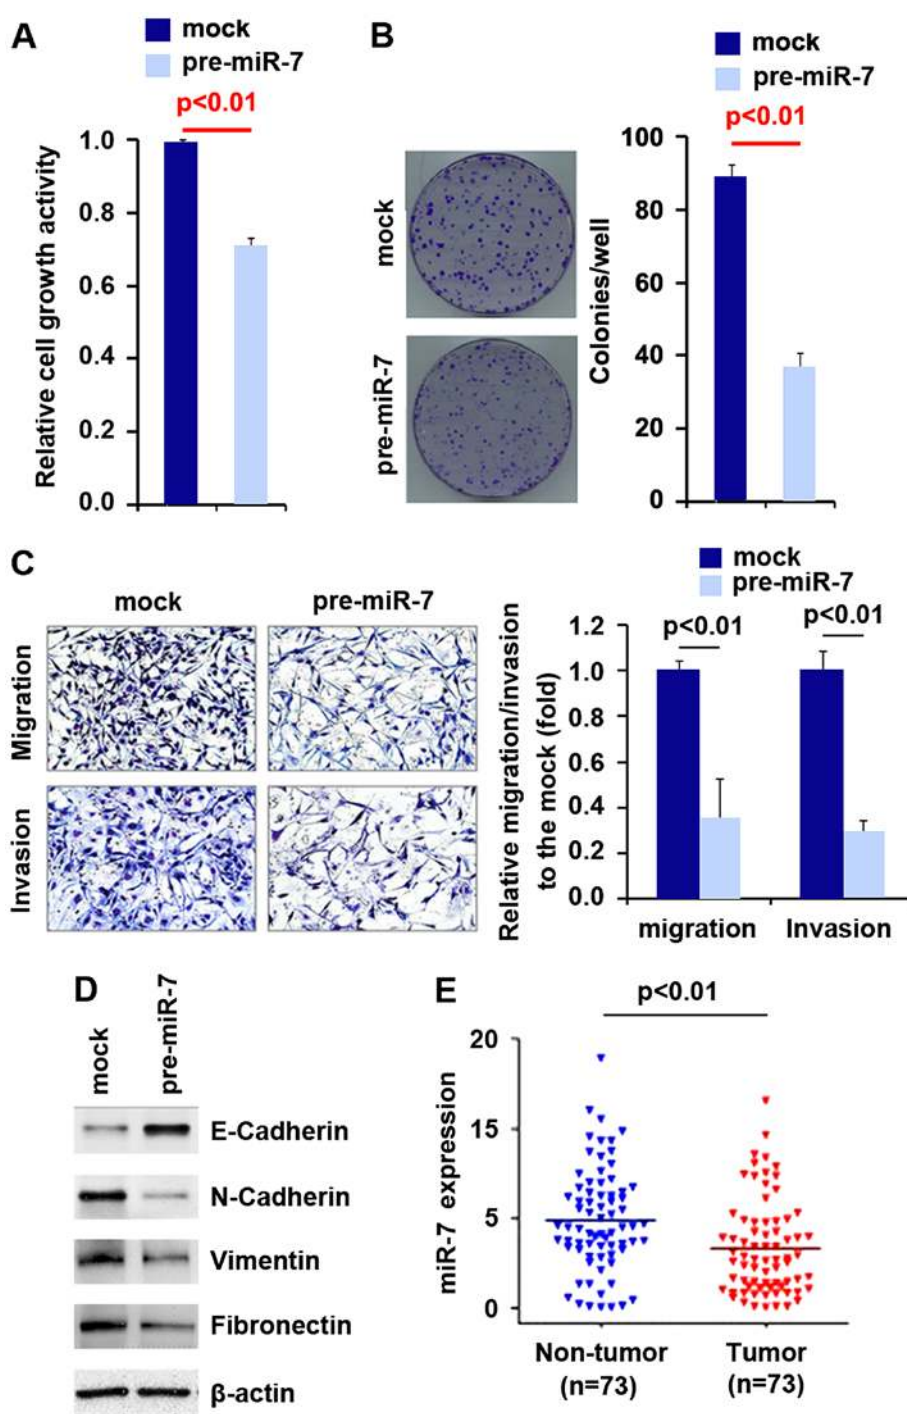 A
mock
pre-miR-7
p<0.01
Relative cell growth activity
1.0
0.8
0.6
0.4
0.2
0.0
B
mock
pre-miR-7
p<0.01
mock
pre-miR-7
Colonies/well
100
80
60
40
20
0
C
mock
pre-miR-7
Migration
Invasion
mock
pre-miR-7
Relative migration/invasion
to the mock (fold)
1.2
1.0
0.8
0.6
0.4
0.2
0.0
p<0.01
p<0.01
migration
Invasion
D
mock
pre-miR-7
E-Cadherin
N-Cadherin
Vimentin
Fibronectin
β-actin
E
p<0.01
miR-7 expression
20
15
5
0
Non-tumor
(n=73)
Tumor
(n=73)